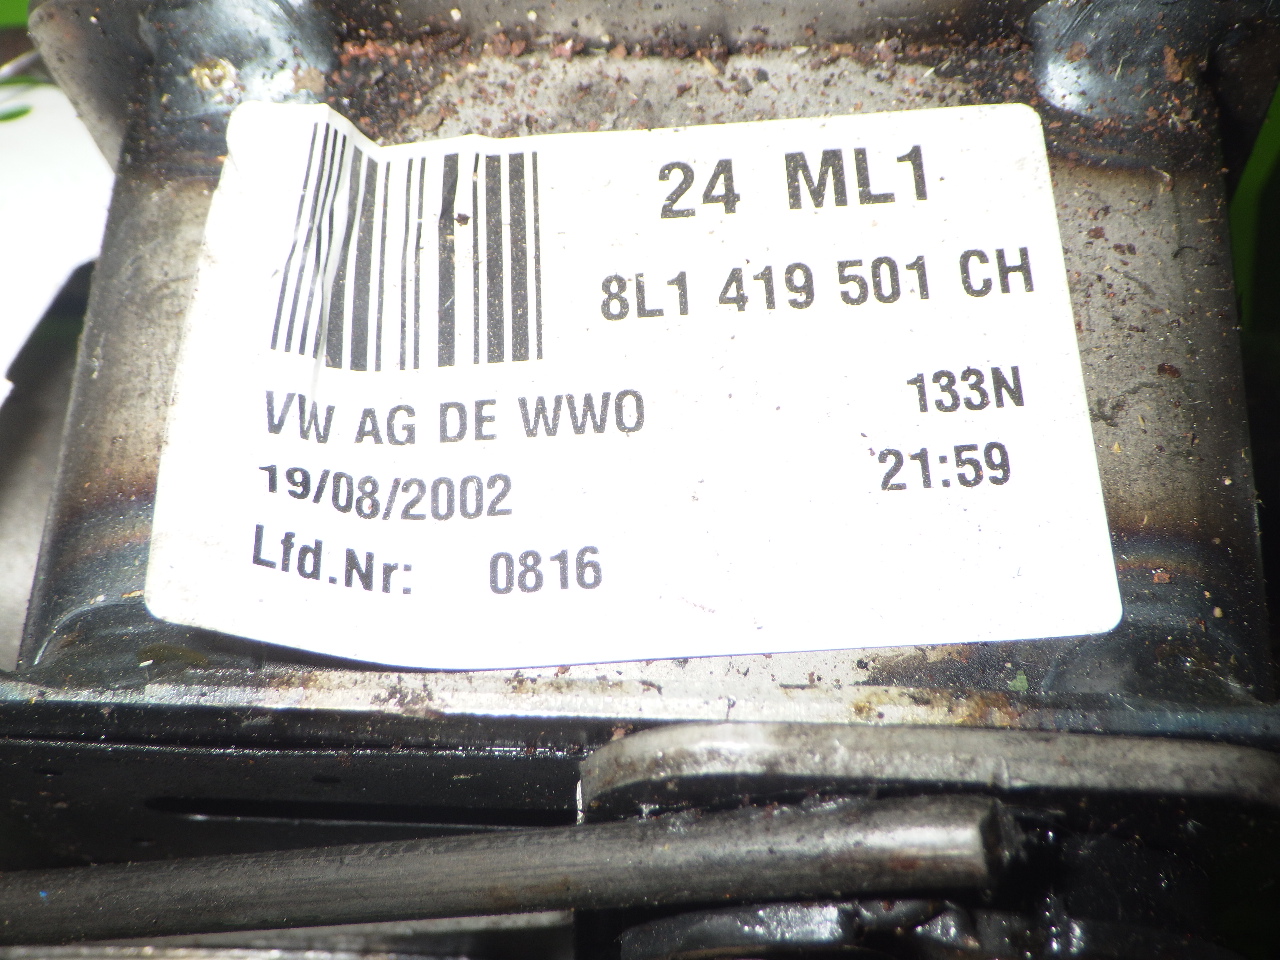 24 ML1
8L1 419 501 CH
VW AG DE WWO 133N
19/08/2002 21:59
Lfd.Nr: 0816